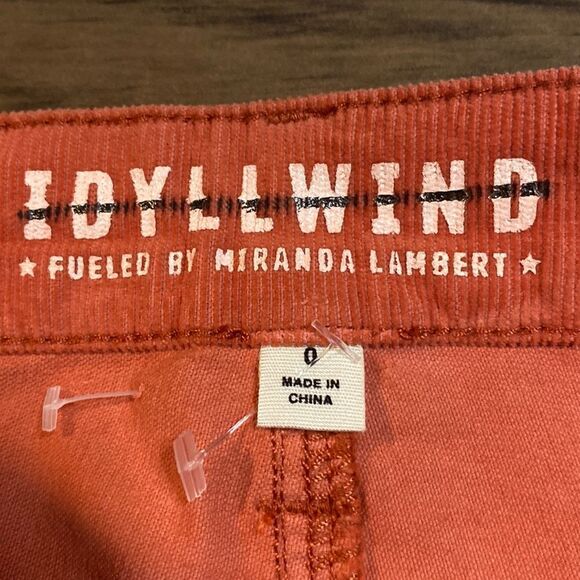 IDYLLWIND
★ FUELED BY MIRANDA LAMBERT ★
0
MADE IN
CHINA